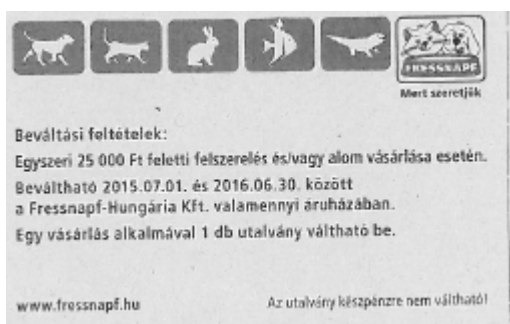 FRESSNAPF
Mert szeretjük
Beváltási feltételek:
Egyszeri 25 000 Ft feletti felszerelés és/vagy alom vásárlása esetén.
Beváltható 2015.07.01. és 2016.06.30. között
a Fressnapf-Hungária Kft. valamennyi áruházában.
Egy vásárlás alkalmával 1 db utalvány váltható be.
www.fressnapf.hu
Az utalvány készpénzre nem váltható!